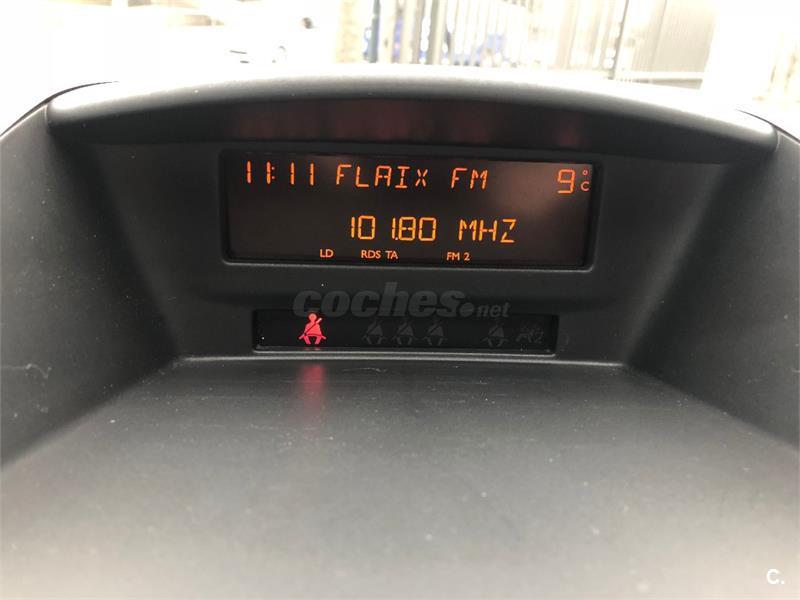 11:11 FLAIX FM 9°C
101.80 MHZ
LD RDS TA FM 2
coches.net
C.